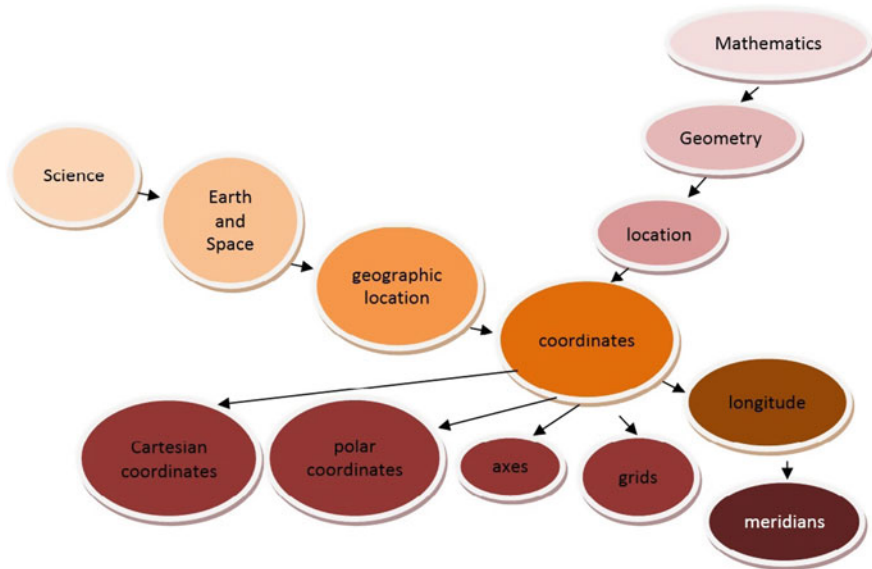 Mathematics
Geometry
Science
Earth
and
Space
location
geographic
location
coordinates
longitude
Cartesian
coordinates
polar
coordinates
axes
grids
meridians